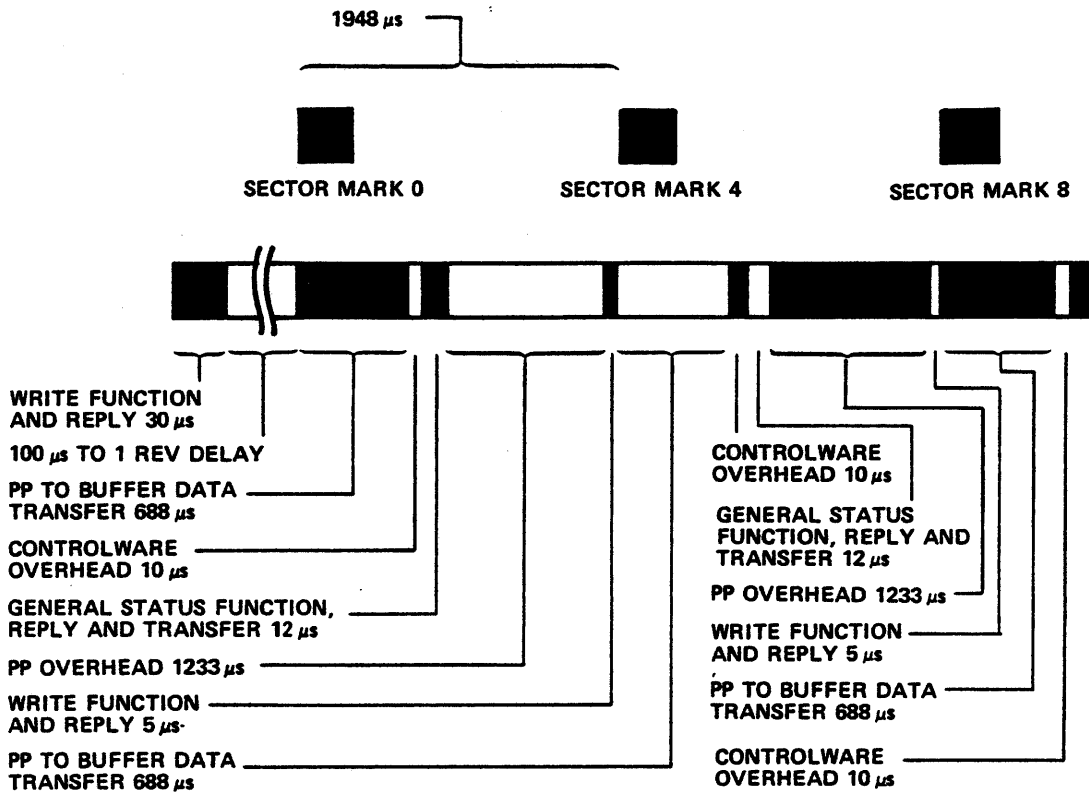 1948 µs
SECTOR MARK 0
SECTOR MARK 4
SECTOR MARK 8
WRITE FUNCTION
AND REPLY 30 µs
100 µs TO 1 REV DELAY
PP TO BUFFER DATA
TRANSFER 688 µs
CONTROLWARE
OVERHEAD 10 µs
GENERAL STATUS FUNCTION,
REPLY AND TRANSFER 12 µs
PP OVERHEAD 1233 µs
WRITE FUNCTION
AND REPLY 5 µs
PP TO BUFFER DATA
TRANSFER 688 µs
CONTROLWARE
OVERHEAD 10 µs
GENERAL STATUS
FUNCTION, REPLY AND
TRANSFER 12 µs
PP OVERHEAD 1233 µs
WRITE FUNCTION
AND REPLY 5 µs
PP TO BUFFER DATA
TRANSFER 688 µs
CONTROLWARE
OVERHEAD 10 µs